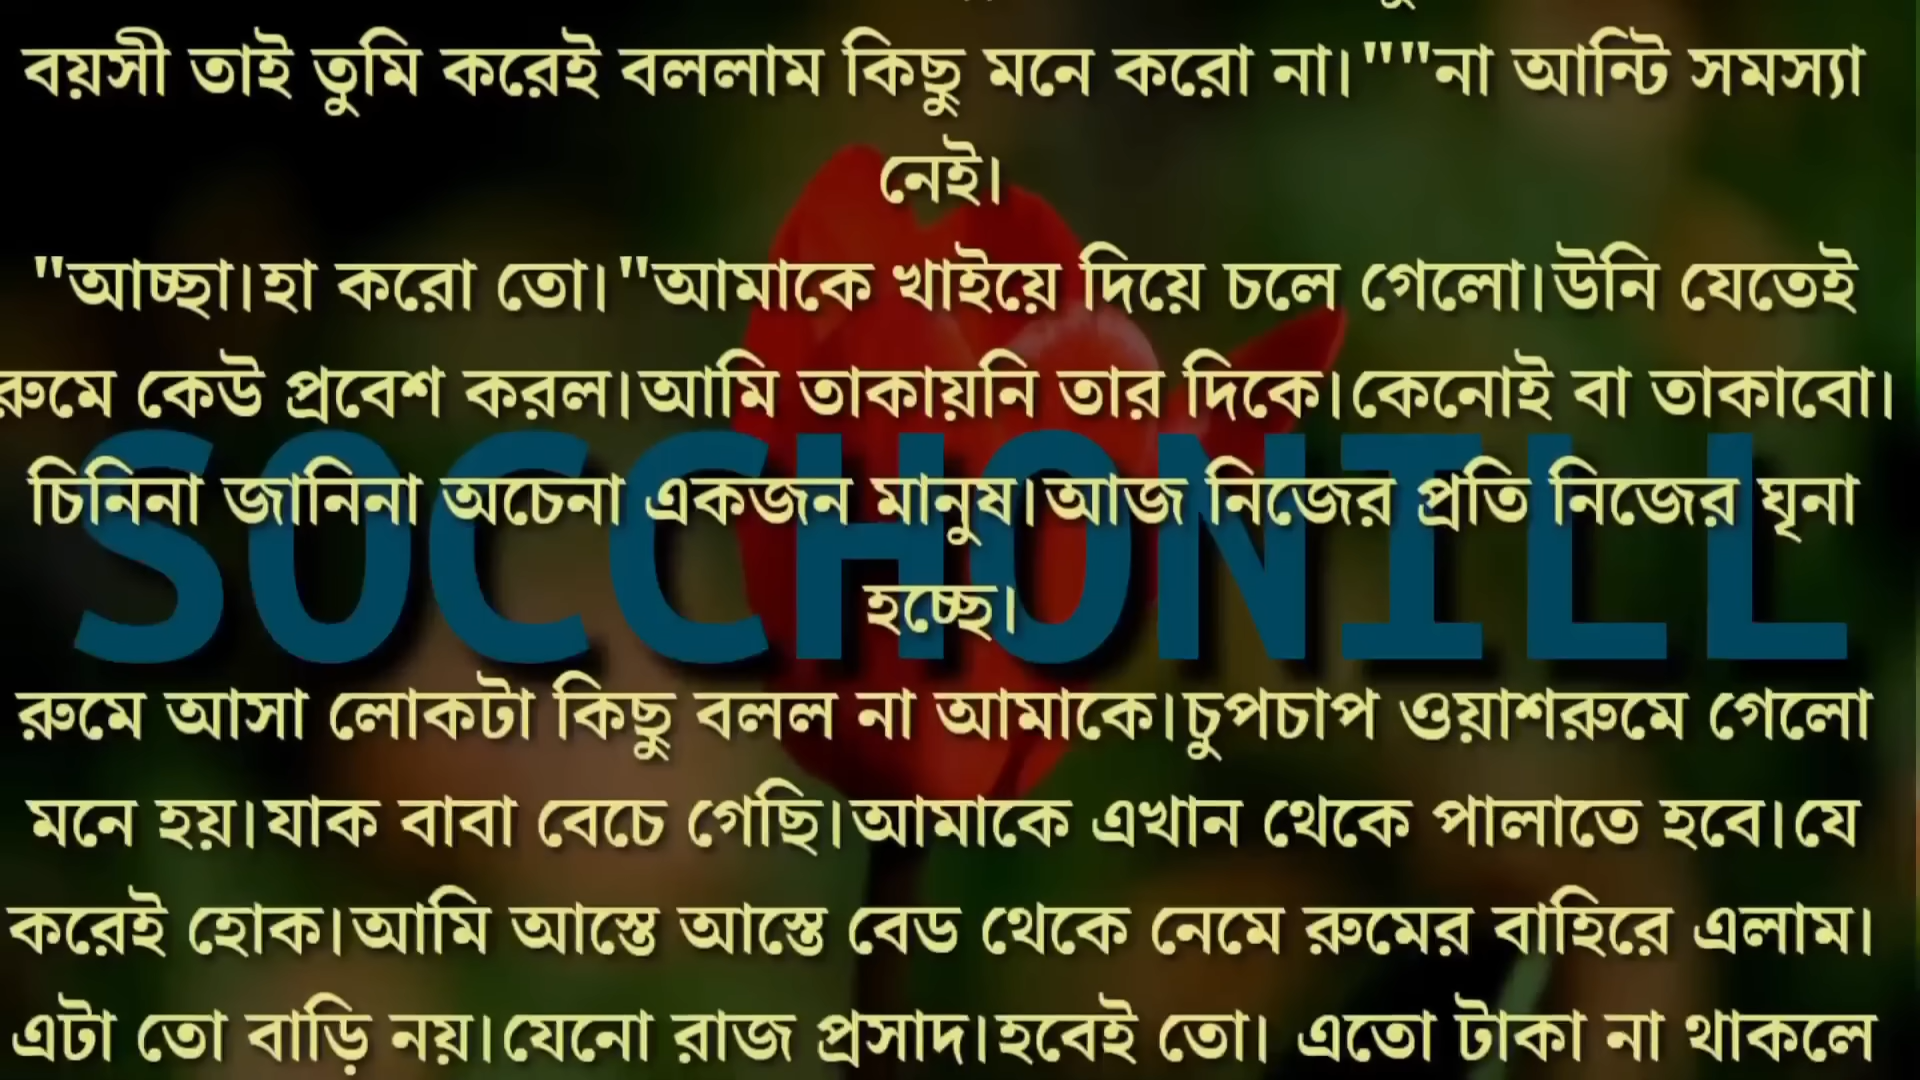 বয়সী তাই তুমি করেই বললাম কিছু মনে করো না।""না আন্টি সমস্যা
নেই।
"আচ্ছা।হা করো তো।"আমাকে খাইয়ে দিয়ে চলে গেলো।উনি যেতেই
রুমে কেউ প্রবেশ করল।আমি তাকায়নি তার দিকে।কেনোই বা তাকাবো।
চিনিনা জানিনা অচেনা একজন মানুষ।আজ নিজের প্রতি নিজের ঘৃনা
হচ্ছে।
SOCCHONILL
রুমে আসা লোকটা কিছু বলল না আমাকে।চুপচাপ ওয়াশরুমে গেলো
মনে হয়।যাক বাবা বেচে গেছি।আমাকে এখান থেকে পালাতে হবে।যে
করেই হোক।আমি আস্তে আস্তে বেড থেকে নেমে রুমের বাহিরে এলাম।
এটা তো বাড়ি নয়।যেনো রাজ প্রসাদ।হবেই তো। এতো টাকা না থাকলে